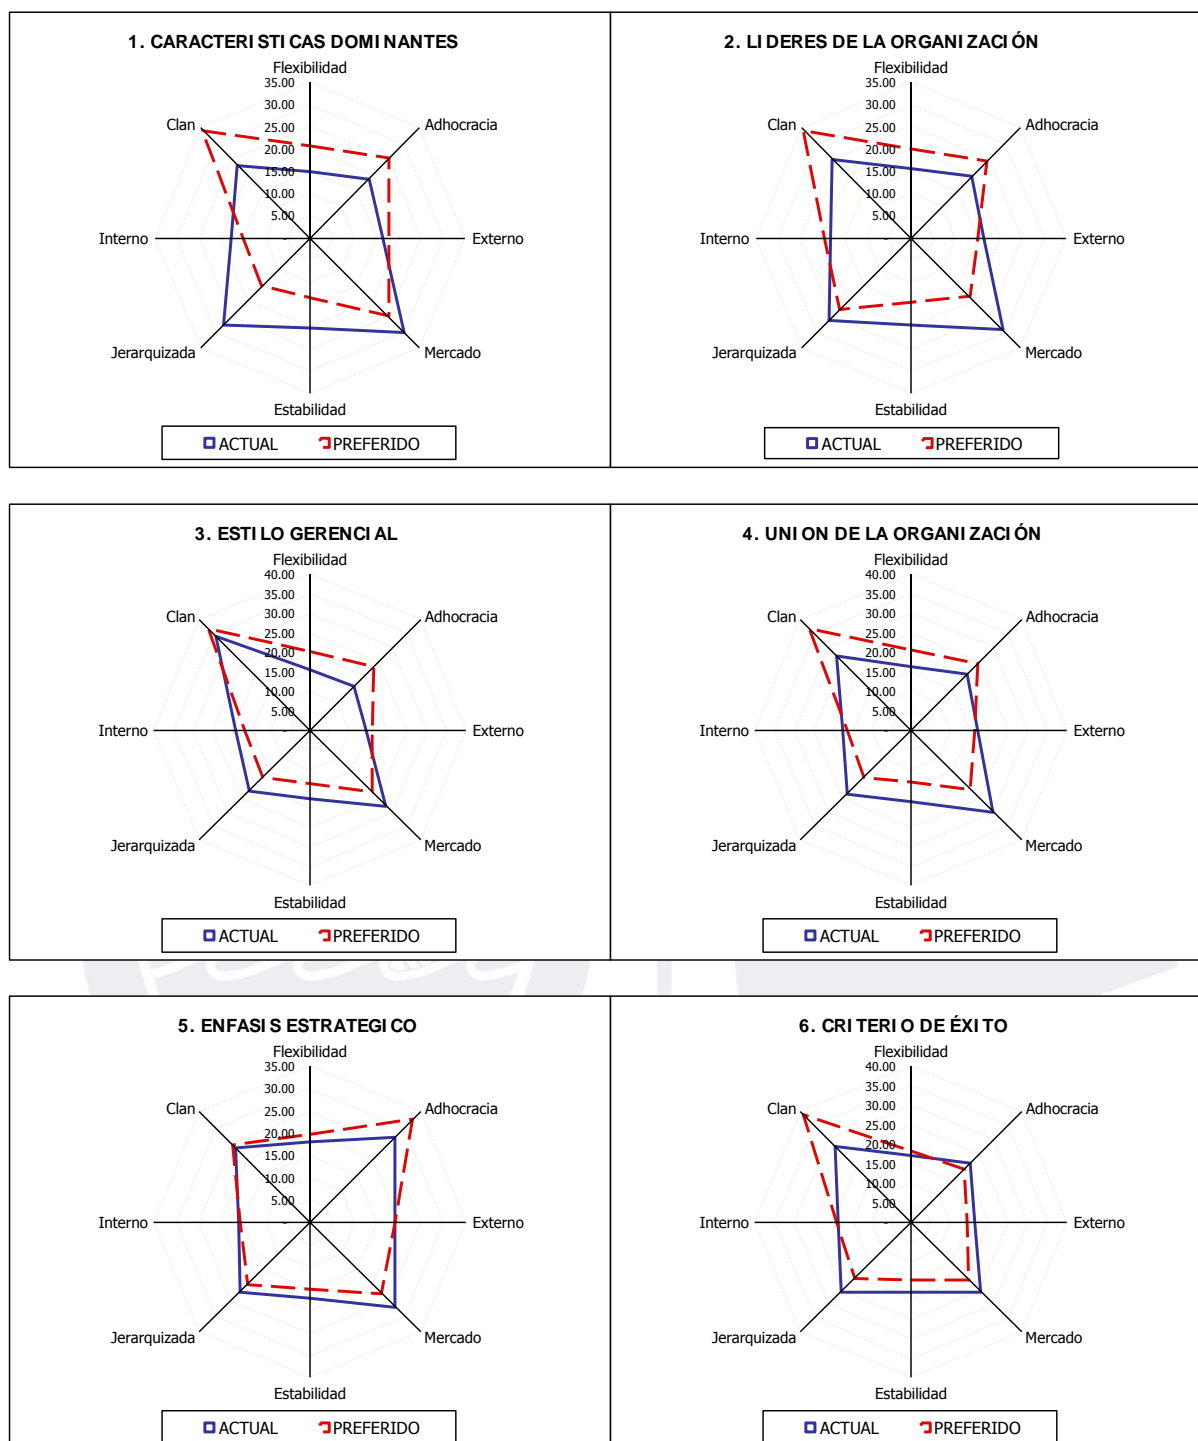 1. CARACTERISTICAS DOMINANTES
Flexibilidad
35.00
30.00
25.00
20.00
15.00
10.00
5.00
-
Clan
Adhocracia
Interno
Externo
Jerarquizada
Mercado
Estabilidad
ACTUAL PREFERIDO
2. LIDERES DE LA ORGANIZACIÓN
Flexibilidad
35.00
30.00
25.00
20.00
15.00
10.00
5.00
-
Clan
Adhocracia
Interno
Externo
Jerarquizada
Mercado
Estabilidad
ACTUAL PREFERIDO
3. ESTILO GERENCIAL
Flexibilidad
40.00
35.00
30.00
25.00
20.00
15.00
10.00
5.00
-
Clan
Adhocracia
Interno
Externo
Jerarquizada
Mercado
Estabilidad
ACTUAL PREFERIDO
4. UNION DE LA ORGANIZACIÓN
Flexibilidad
40.00
35.00
30.00
25.00
20.00
15.00
10.00
5.00
-
Clan
Adhocracia
Interno
Externo
Jerarquizada
Mercado
Estabilidad
ACTUAL PREFERIDO
5. ENFASIS ESTRATEGICO
Flexibilidad
35.00
30.00
25.00
20.00
15.00
10.00
5.00
-
Clan
Adhocracia
Interno
Externo
Jerarquizada
Mercado
Estabilidad
ACTUAL PREFERIDO
6. CRITERIO DE ÉXITO
Flexibilidad
40.00
35.00
30.00
25.00
20.00
15.00
10.00
5.00
-
Clan
Adhocracia
Interno
Externo
Jerarquizada
Mercado
Estabilidad
ACTUAL PREFERIDO